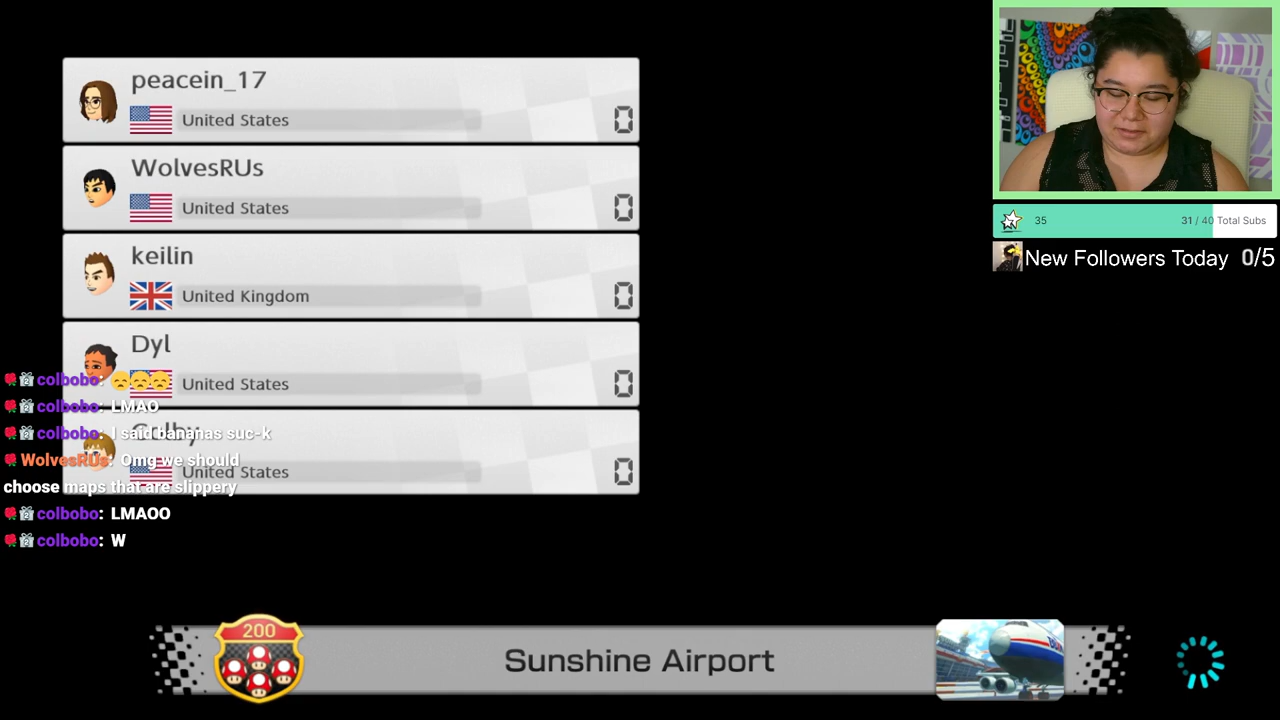 peacein_17
United States
0
WolvesRUs
United States
0
keilin
United Kingdom
0
Dyl
United States
0
Colby
United States
0
colbobo: 😞😞😞
colbobo: LMAO
colbobo: I said bananas suc-k
WolvesRUs: Omg we should
choose maps that are slippery
colbobo: LMAOO
colbobo: W
35
31 / 40 Total Subs
New Followers Today 0/5
200
Sunshine Airport